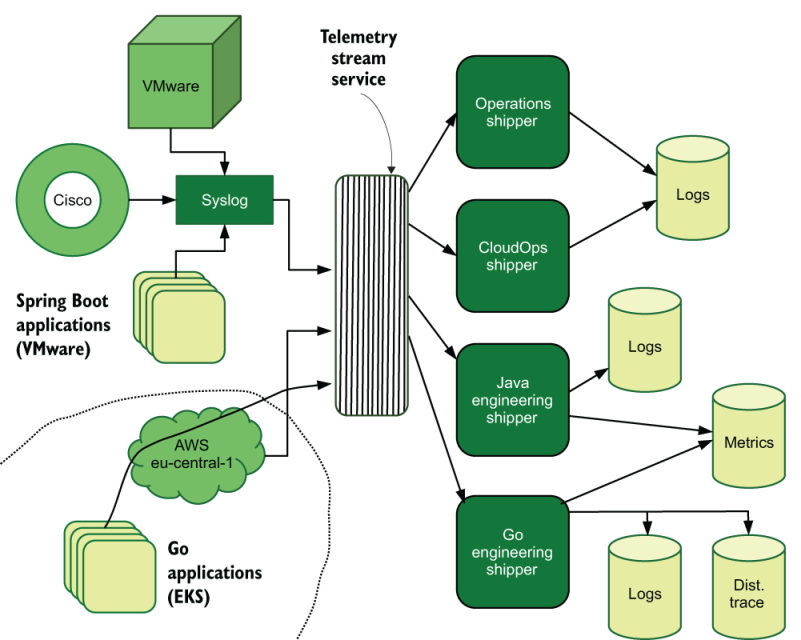 Telemetry
stream
service
VMware
Operations
shipper
Cisco
Syslog
Logs
CloudOps
shipper
Spring Boot
applications
(VMware)
Logs
Java
engineering
shipper
Metrics
AWS
eu-central-1
Go
applications
(EKS)
Go
engineering
shipper
Logs
Dist.
trace